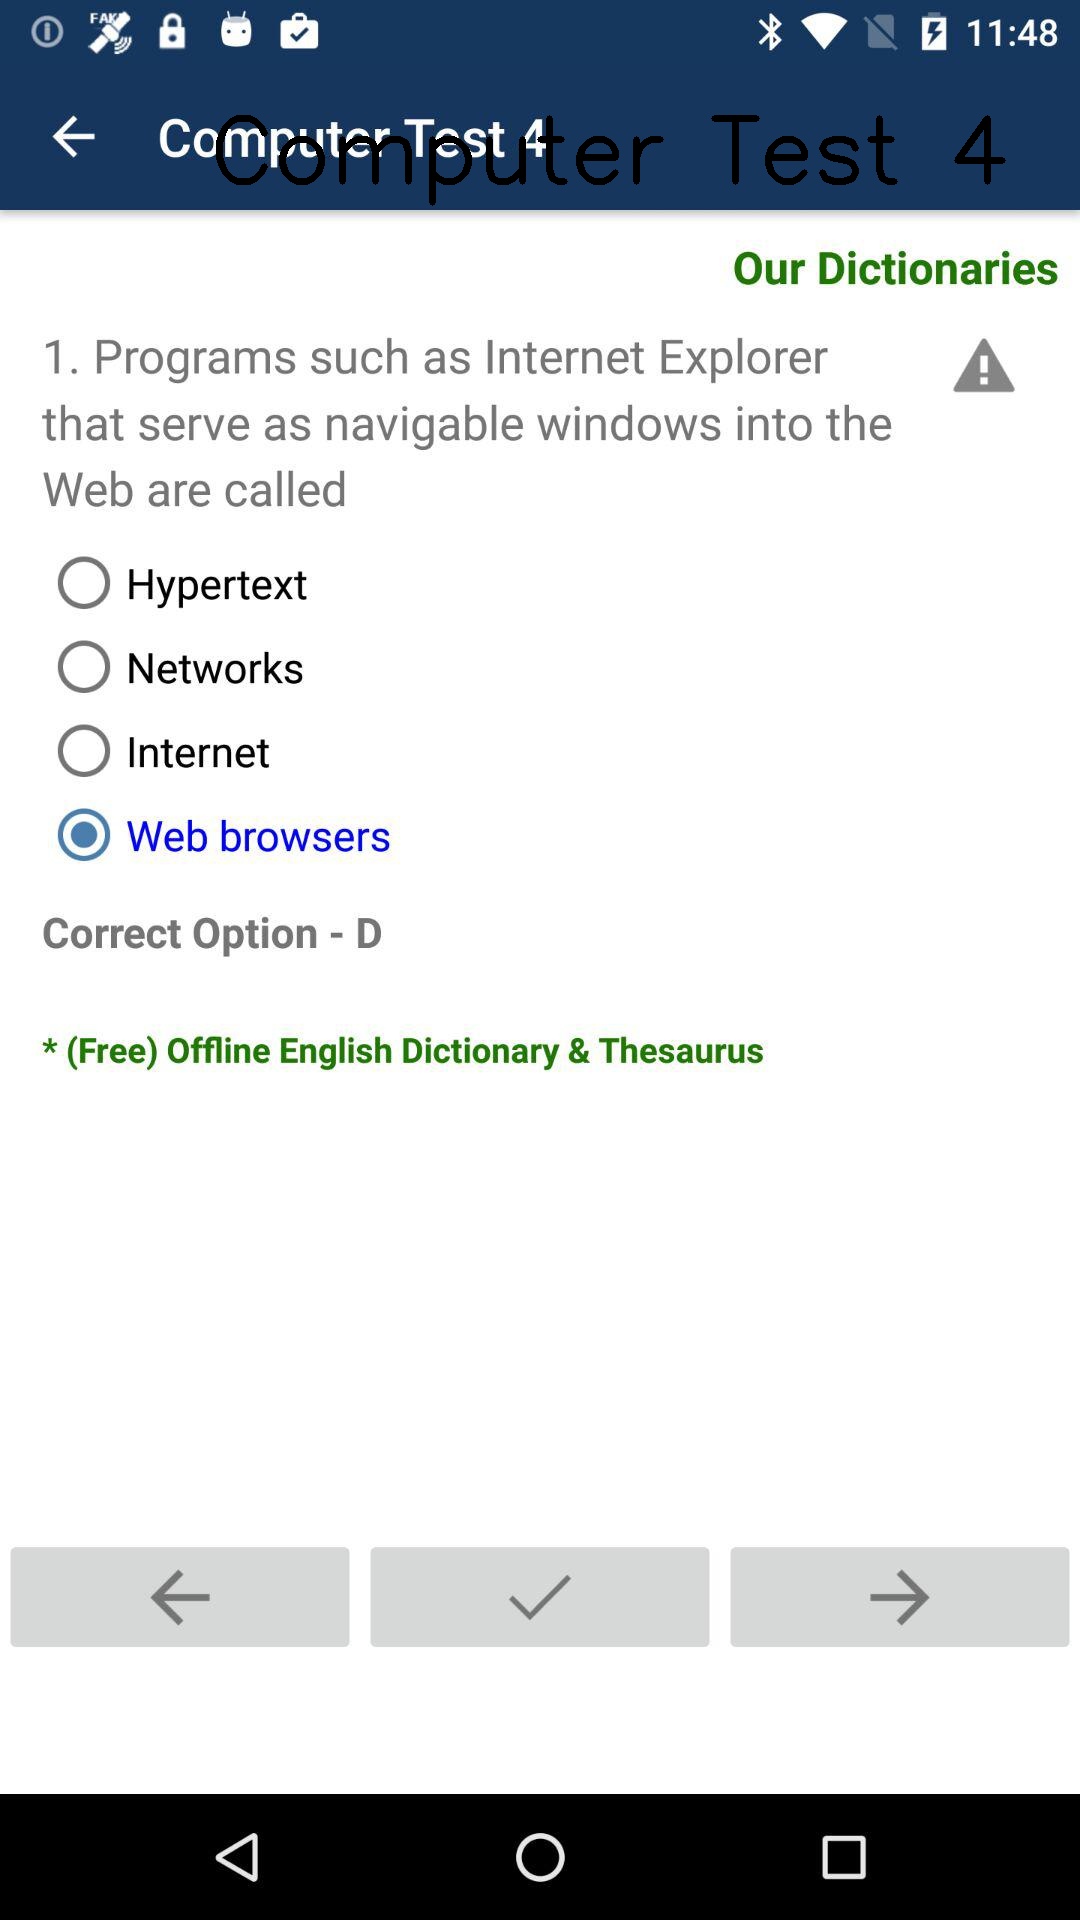 FAKE
11:48
Computer Test 4
Computer Test 4
Our Dictionaries
1. Programs such as Internet Explorer
that serve as navigable windows into the
Web are called
Hypertext
Networks
Internet
Web browsers
Correct Option - D
* (Free) Offline English Dictionary & Thesaurus